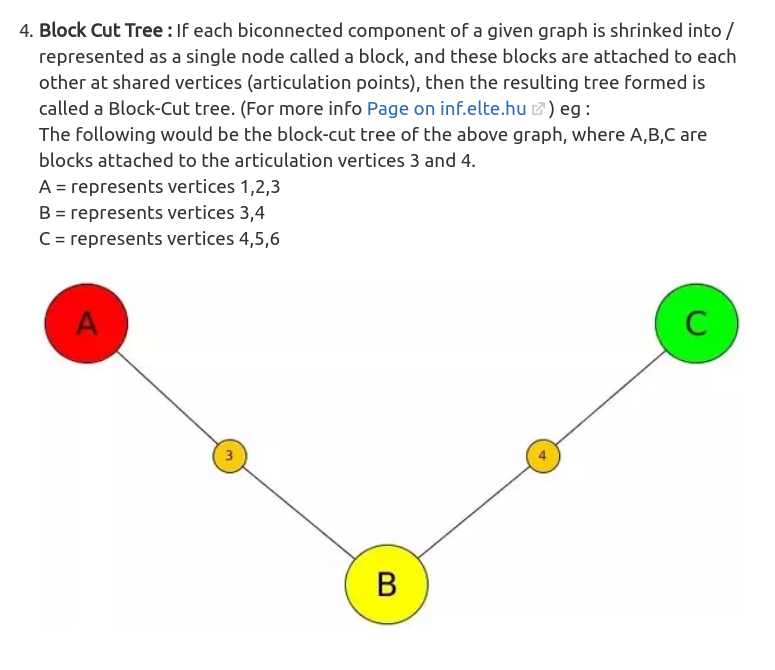 4. Block Cut Tree : If each biconnected component of a given graph is shrinked into /
represented as a single node called a block, and these blocks are attached to each
other at shared vertices (articulation points), then the resulting tree formed is
called a Block-Cut tree. (For more info Page on inf.elte.hu ) eg :
The following would be the block-cut tree of the above graph, where A,B,C are
blocks attached to the articulation vertices 3 and 4.
A = represents vertices 1,2,3
B = represents vertices 3,4
C = represents vertices 4,5,6
A
C
3
4
B